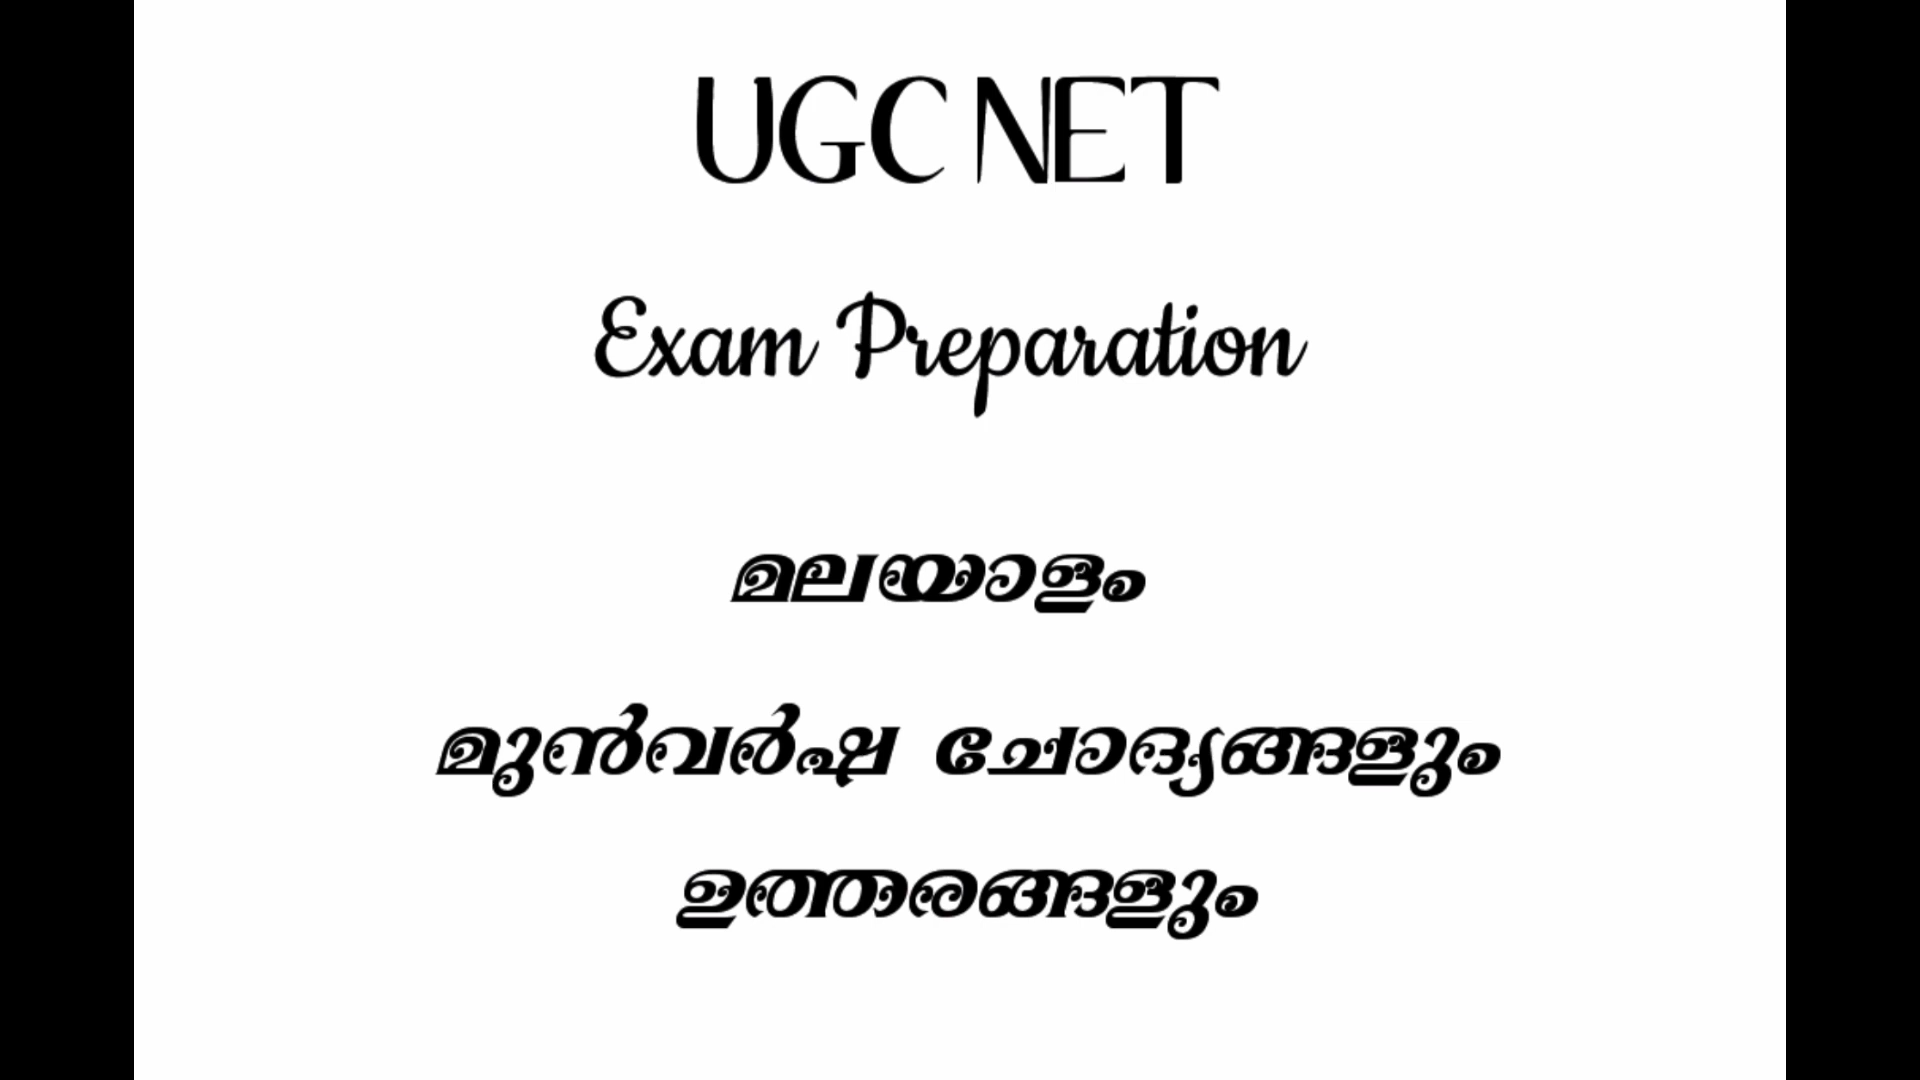 UGC NET
Exam Preparation
മലയാളം
മുൻവർഷ ചോദ്യങ്ങളും
ഉത്തരങ്ങളും